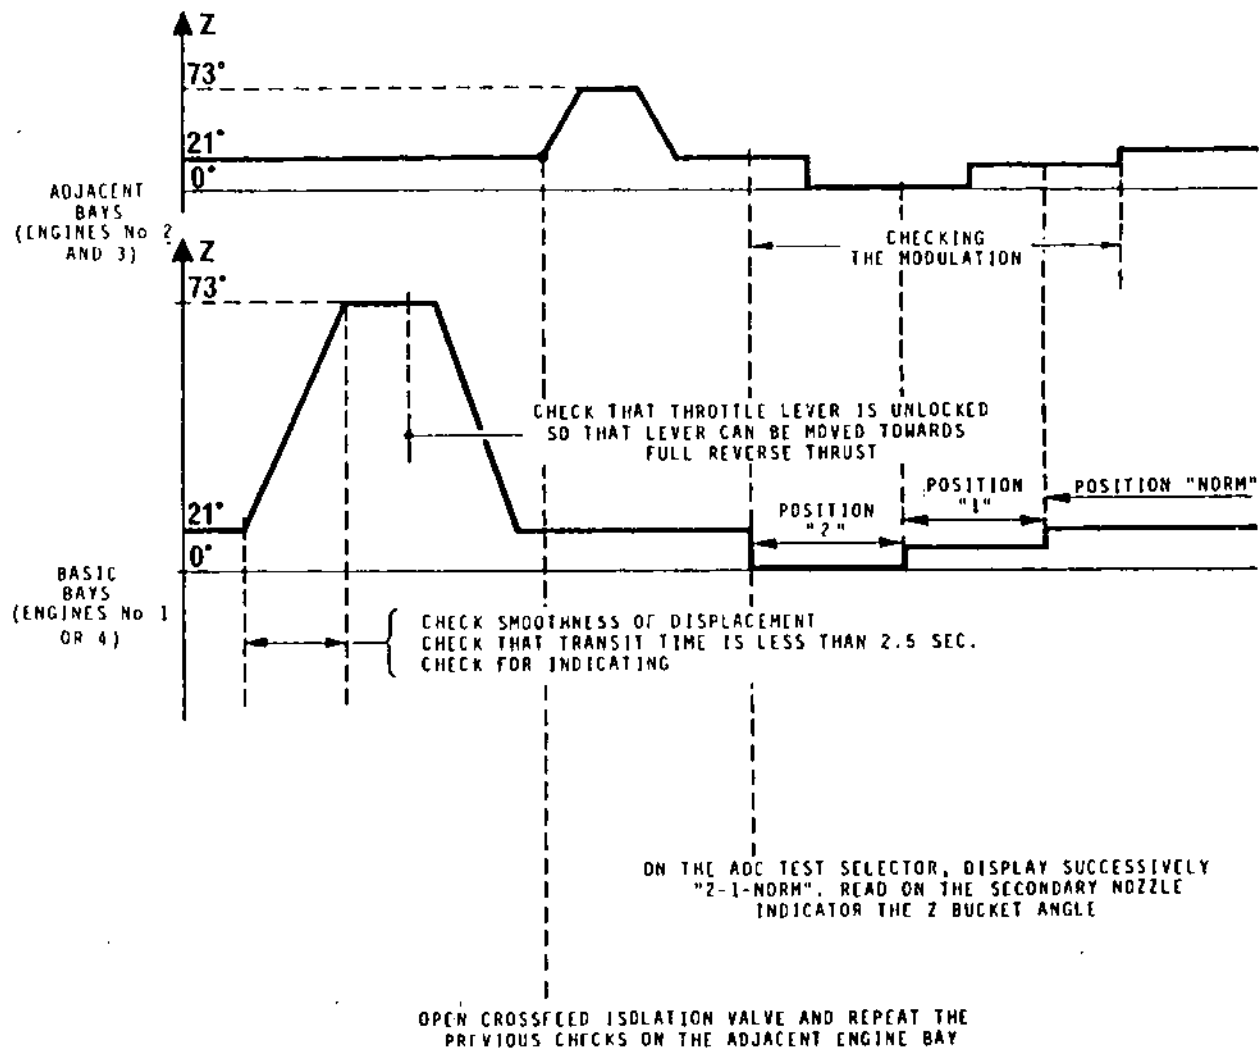 Z
73°
21°
0°
ADJACENT
BAYS
(ENGINES No 2
AND 3)
CHECKING
THE MODULATION
Z
73°
CHECK THAT THROTTLE LEVER IS UNLOCKED
SO THAT LEVER CAN BE MOVED TOWARDS
FULL REVERSE THRUST
21°
0°
POSITION
"2"
POSITION
"1"
POSITION "NORM"
BASIC
BAYS
(ENGINES No 1
OR 4)
CHECK SMOOTHNESS OF DISPLACEMENT
CHECK THAT TRANSIT TIME IS LESS THAN 2.5 SEC.
CHECK FOR INDICATING
ON THE ADC TEST SELECTOR, DISPLAY SUCCESSIVELY
"2-1-NORM". READ ON THE SECONDARY NOZZLE
INDICATOR THE Z BUCKET ANGLE
OPEN CROSSFEED ISOLATION VALVE AND REPEAT THE
PREVIOUS CHECKS ON THE ADJACENT ENGINE BAY